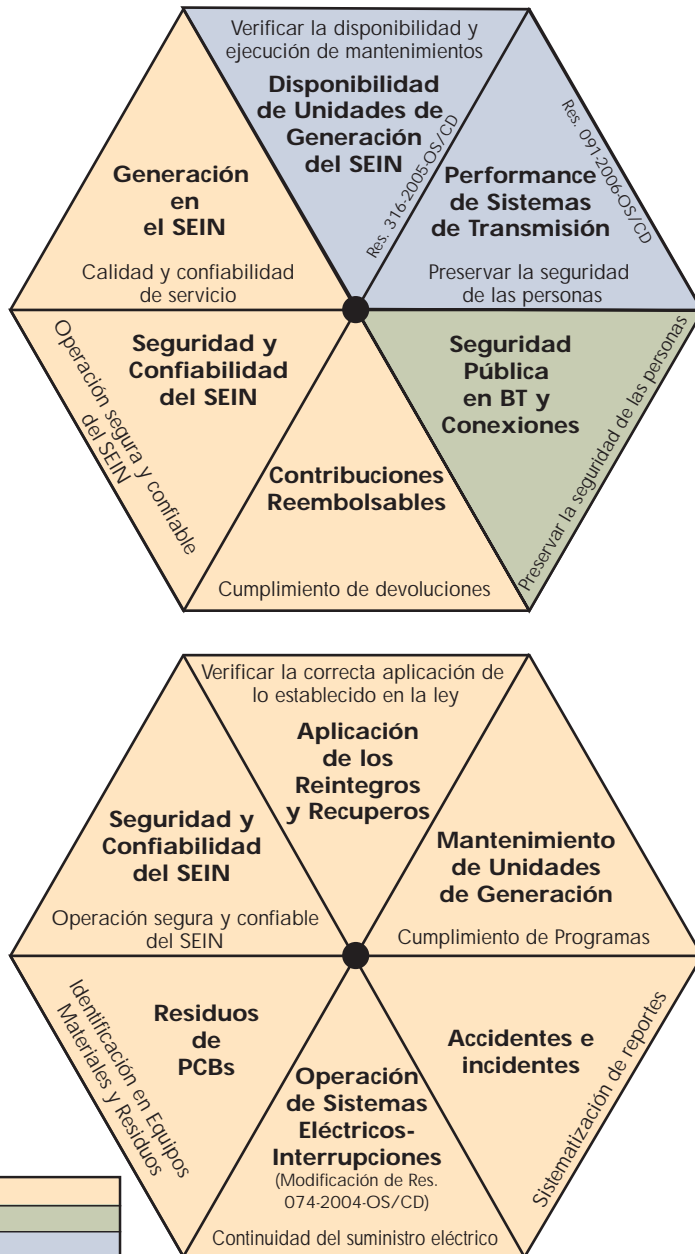 Verificar la disponibilidad y
ejecución de mantenimientos
Disponibilidad
de Unidades de
Generación
del SEIN
Res. 316-2005-OS/CD
Res. 091-2006-OS/CD
Performance
de Sistemas
de Transmisión
Preservar la seguridad
de las personas
Generación
en
el SEIN
Calidad y confiabilidad
de servicio
Seguridad y
Confiabilidad
del SEIN
Operación segura y confiable
del SEIN
Seguridad
Pública
en BT y
Conexiones
Preservar la seguridad de las personas
Contribuciones
Reembolsables
Cumplimiento de devoluciones
Verificar la correcta aplicación de
lo establecido en la ley
Aplicación
de los
Reintegros
y Recuperos
Seguridad y
Confiabilidad
del SEIN
Operación segura y confiable
del SEIN
Mantenimiento
de Unidades
de Generación
Cumplimiento de Programas
Identificación en Equipos
Materiales y Residuos
Residuos
de
PCBs
Accidentes e
incidentes
Sistematización de reportes
Operación
de Sistemas
Eléctricos-
Interrupciones
(Modificación de Res.
074-2004-OS/CD)
Continuidad del suministro eléctrico